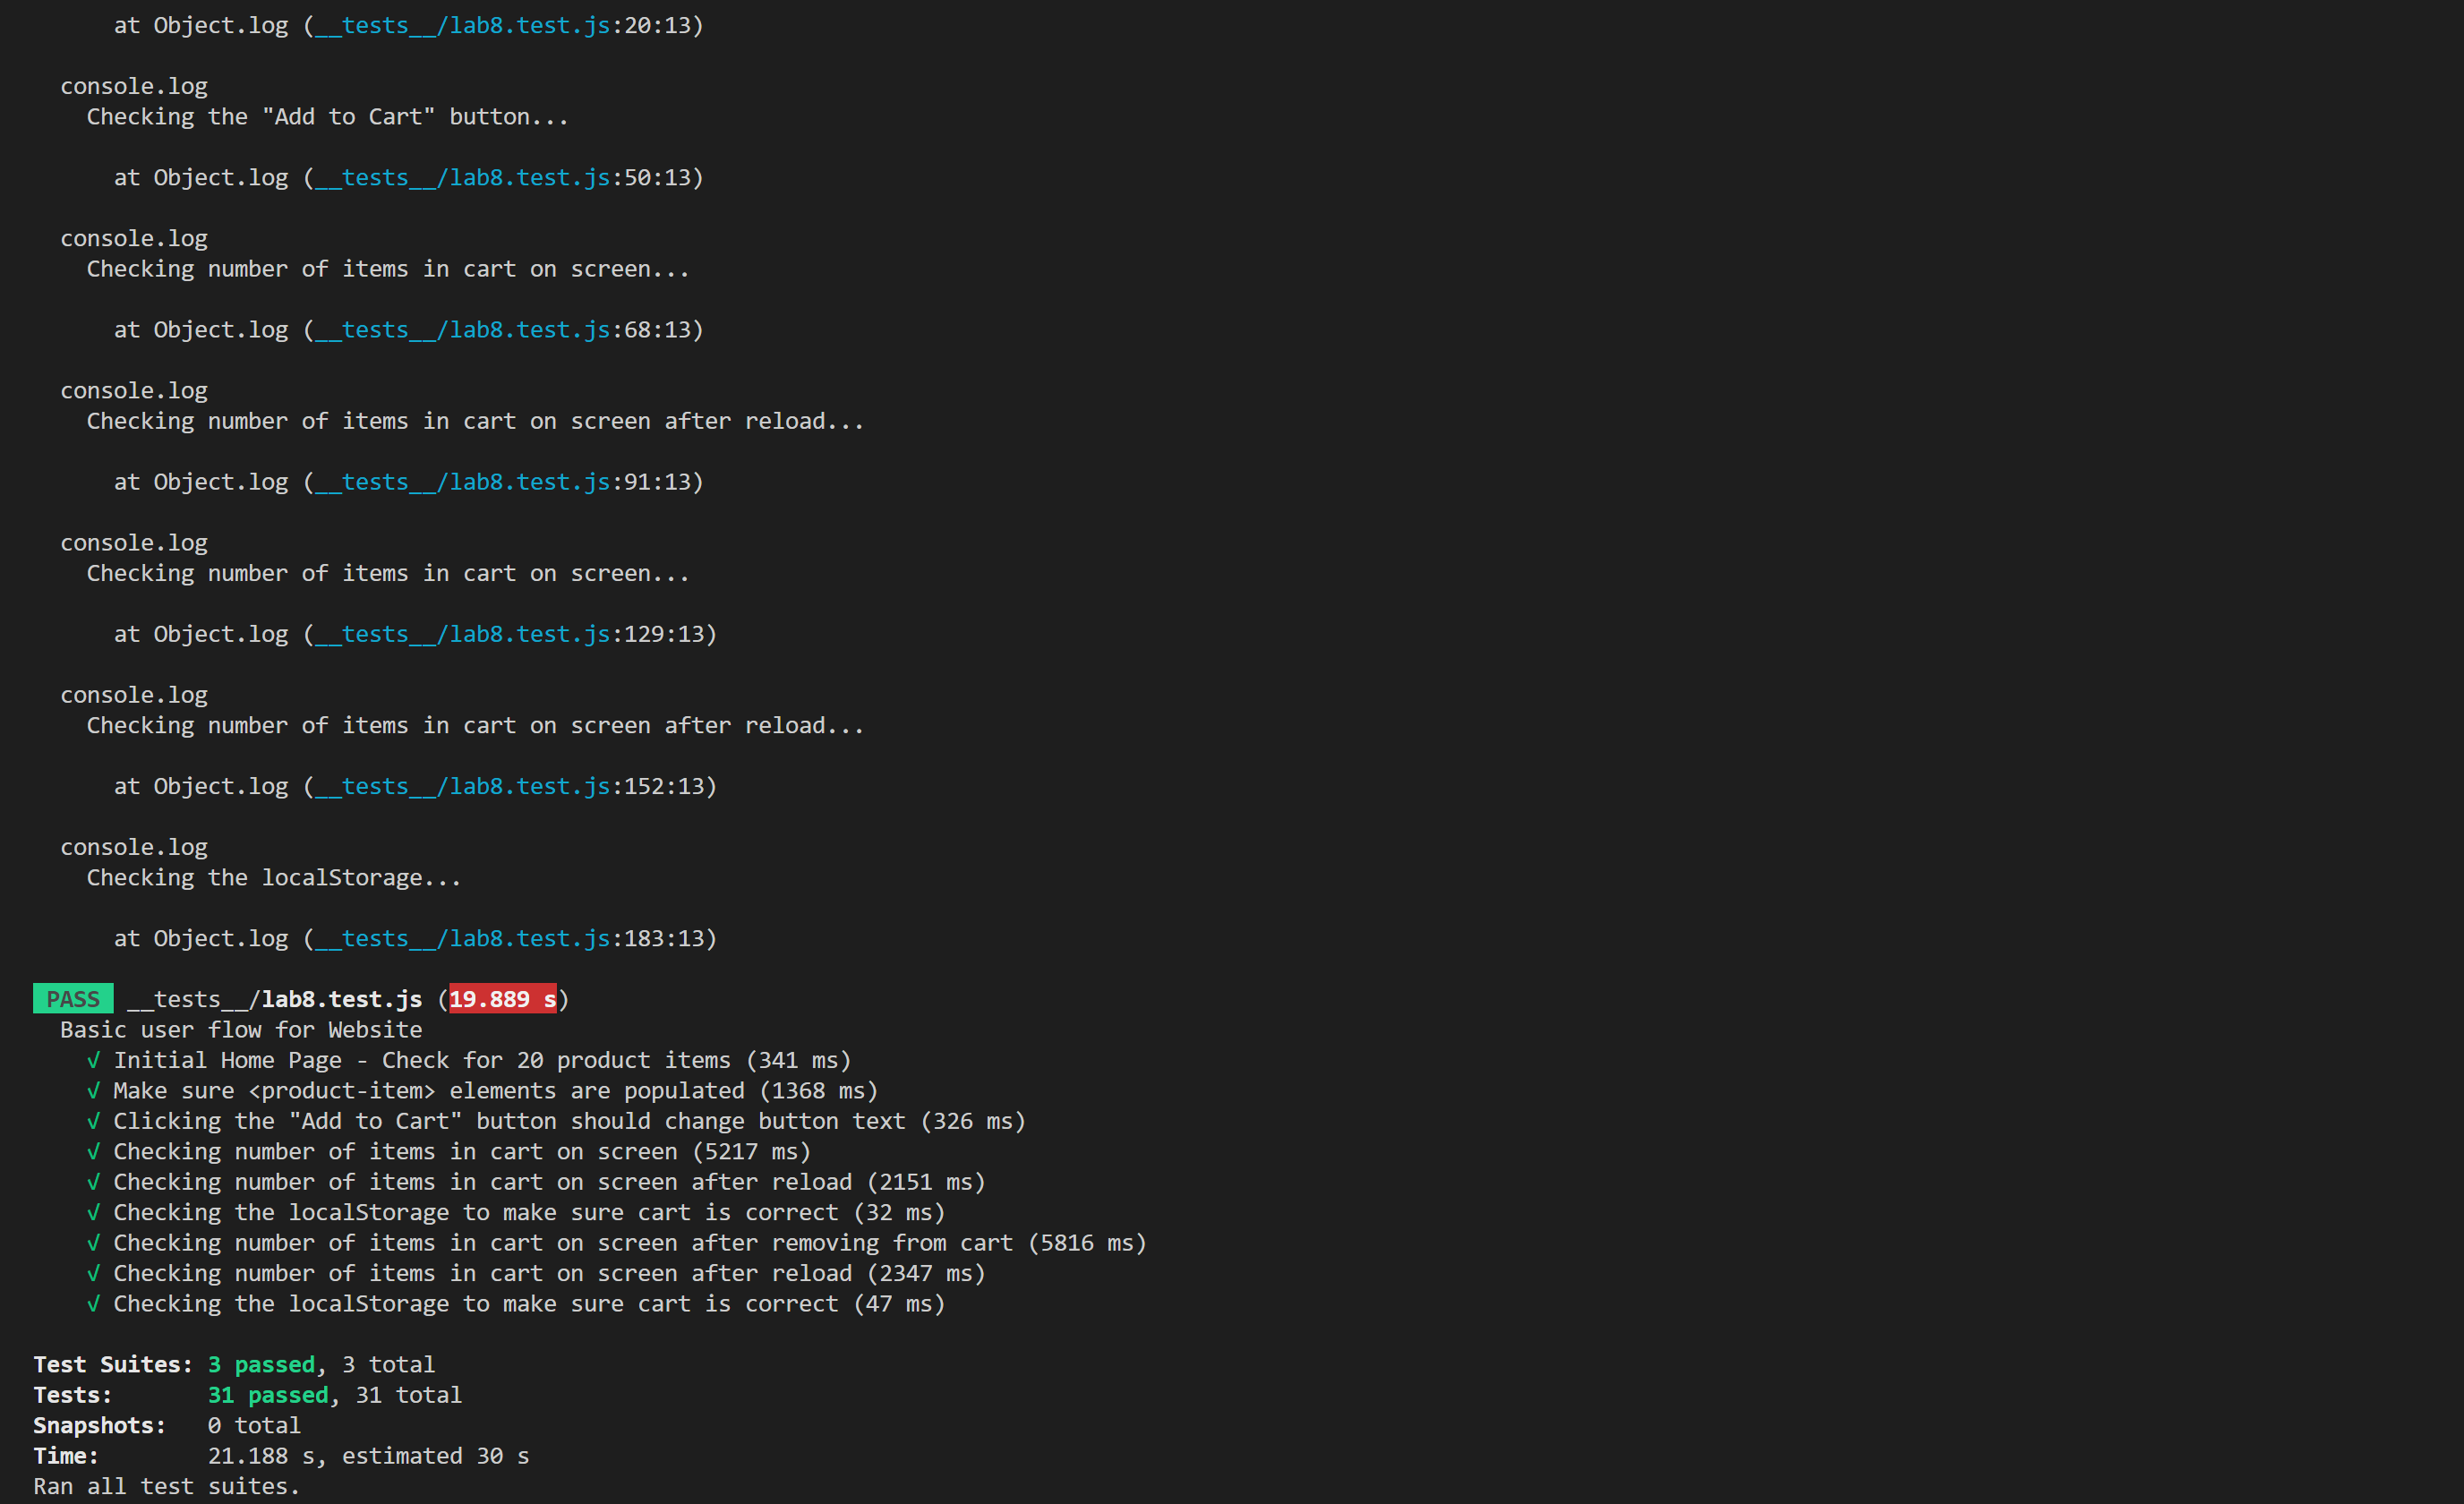 at Object.log (__tests__/lab8.test.js:20:13)
console.log
Checking the "Add to Cart" button...
at Object.log (__tests__/lab8.test.js:50:13)
console.log
Checking number of items in cart on screen...
at Object.log (__tests__/lab8.test.js:68:13)
console.log
Checking number of items in cart on screen after reload...
at Object.log (__tests__/lab8.test.js:91:13)
console.log
Checking number of items in cart on screen...
at Object.log (__tests__/lab8.test.js:129:13)
console.log
Checking number of items in cart on screen after reload...
at Object.log (__tests__/lab8.test.js:152:13)
console.log
Checking the localStorage...
at Object.log (__tests__/lab8.test.js:183:13)
PASS __tests__/lab8.test.js (19.889 s)
Basic user flow for Website
√ Initial Home Page - Check for 20 product items (341 ms)
√ Make sure <product-item> elements are populated (1368 ms)
√ Clicking the "Add to Cart" button should change button text (326 ms)
√ Checking number of items in cart on screen (5217 ms)
√ Checking number of items in cart on screen after reload (2151 ms)
√ Checking the localStorage to make sure cart is correct (32 ms)
√ Checking number of items in cart on screen after removing from cart (5816 ms)
√ Checking number of items in cart on screen after reload (2347 ms)
√ Checking the localStorage to make sure cart is correct (47 ms)
Test Suites: 3 passed, 3 total
Tests: 31 passed, 31 total
Snapshots: 0 total
Time: 21.188 s, estimated 30 s
Ran all test suites.